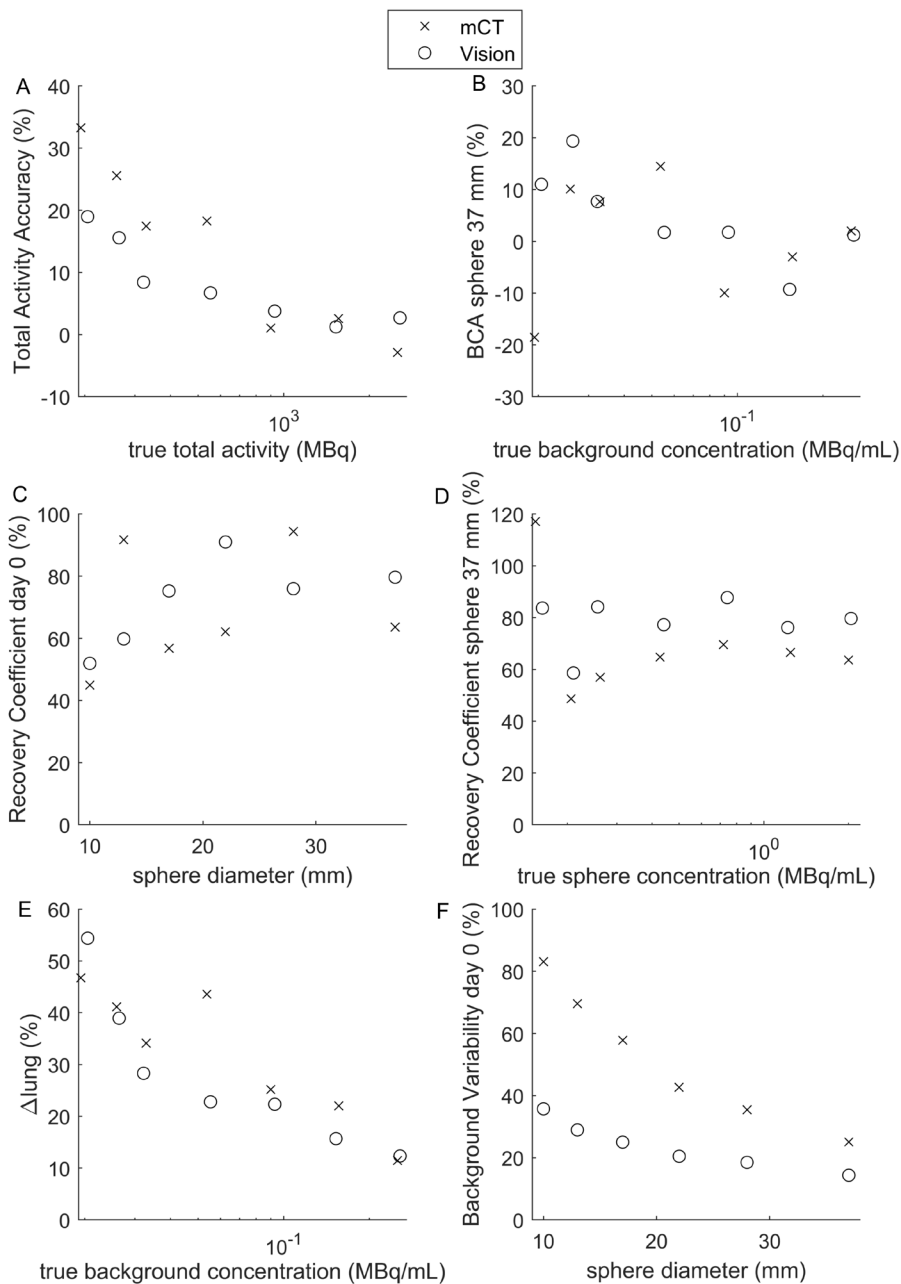 mCT
Vision
A
Total Activity Accuracy (%)
40
30
20
10
0
-10
10³
true total activity (MBq)
B
BCA sphere 37 mm (%)
30
20
10
0
-10
-20
-30
10⁻¹
true background concentration (MBq/mL)
C
Recovery Coefficient day 0 (%)
100
80
60
40
20
0
10 20 30
sphere diameter (mm)
D
Recovery Coefficient sphere 37 mm (%)
120
100
80
60
40
20
0
10⁰
true sphere concentration (MBq/mL)
E
Δlung (%)
60
50
40
30
20
10
0
10⁻¹
true background concentration (MBq/mL)
F
Background Variability day 0 (%)
100
80
60
40
20
0
10 20 30
sphere diameter (mm)